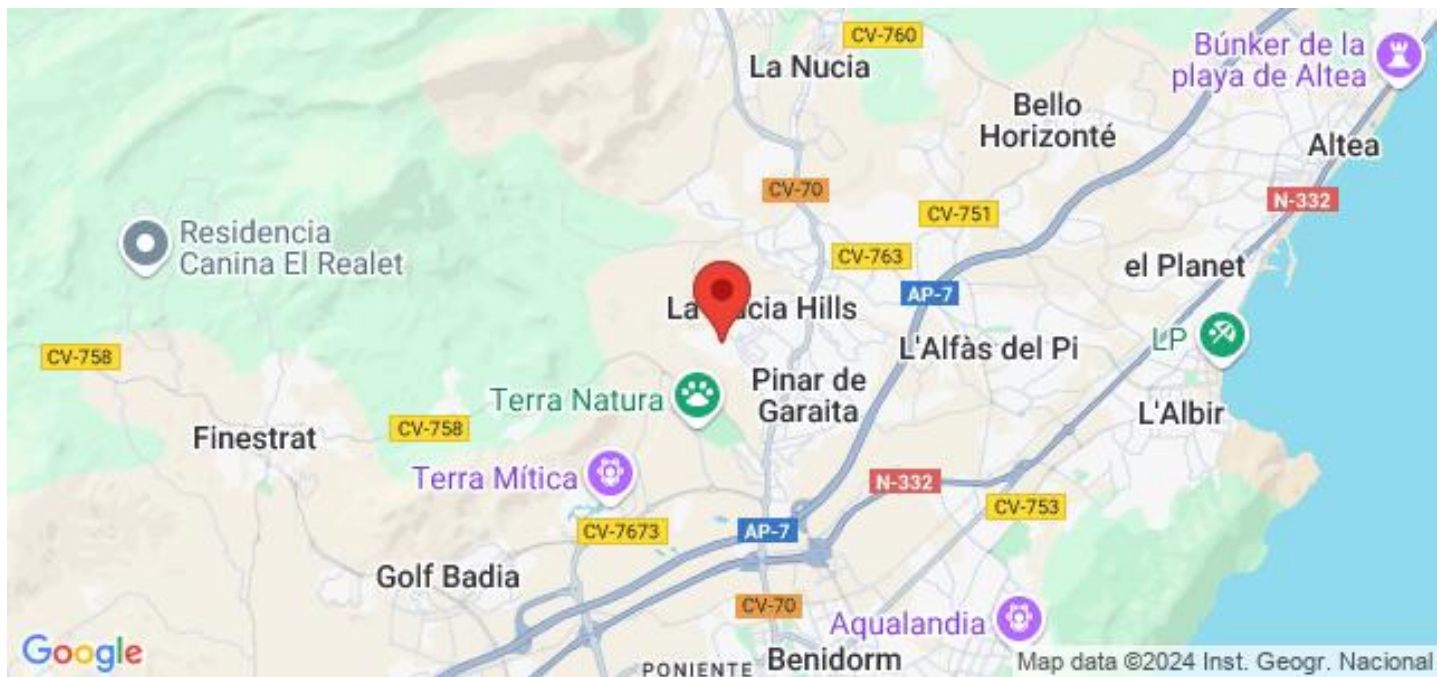 CV-760
Búnker de la
playa de Altea
La Nucia
Bello
Horizonté
Altea
CV-70
N-332
CV-751
Residencia
Canina El Realet
CV-763
el Planet
AP-7
La
cia Hills
LP
L'Alfàs del Pi
CV-758
Pinar de
Garaita
Terra Natura
L'Albir
CV-758
Finestrat
Terra Mítica
N-332
CV-753
CV-7673
AP-7
Golf Badia
CV-70
Aqualandia
Google
PONIENTE
Benidorm
Map data ©2024 Inst. Geogr. Nacional